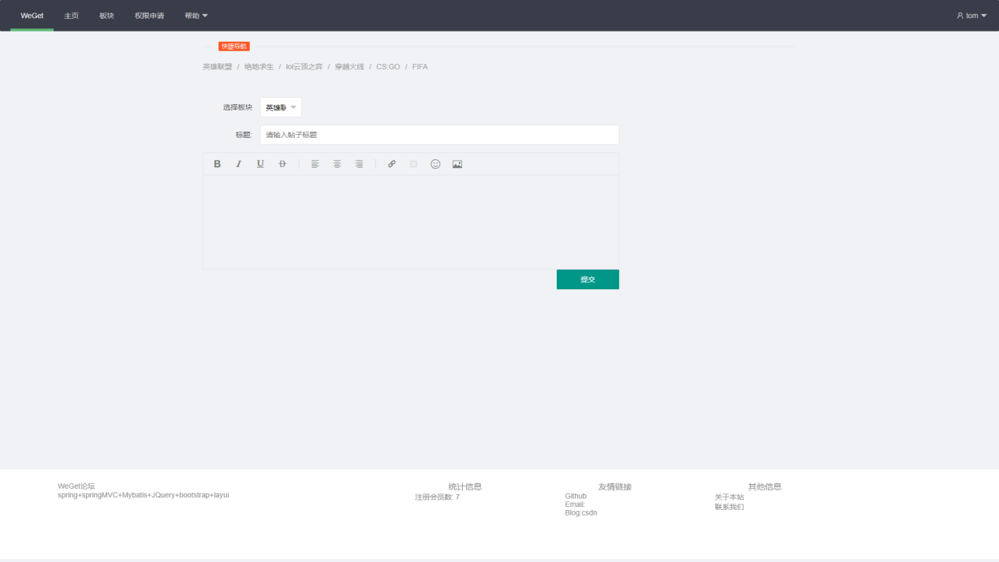 WeGet 主页 板块 权限申请 帮助 tom
快捷导航
英雄联盟 / 绝地求生 / lol云顶之弈 / 穿越火线 / CS:GO / FIFA
选择板块 英雄联
标题: 请输入帖子标题
B I U D
提交
WeGet论坛
spring+springMVC+Mybatis+JQuery+bootstrap+layui
统计信息
注册会员数: 7
友情链接
Github
Email:
Blog:csdn
其他信息
关于本站
联系我们